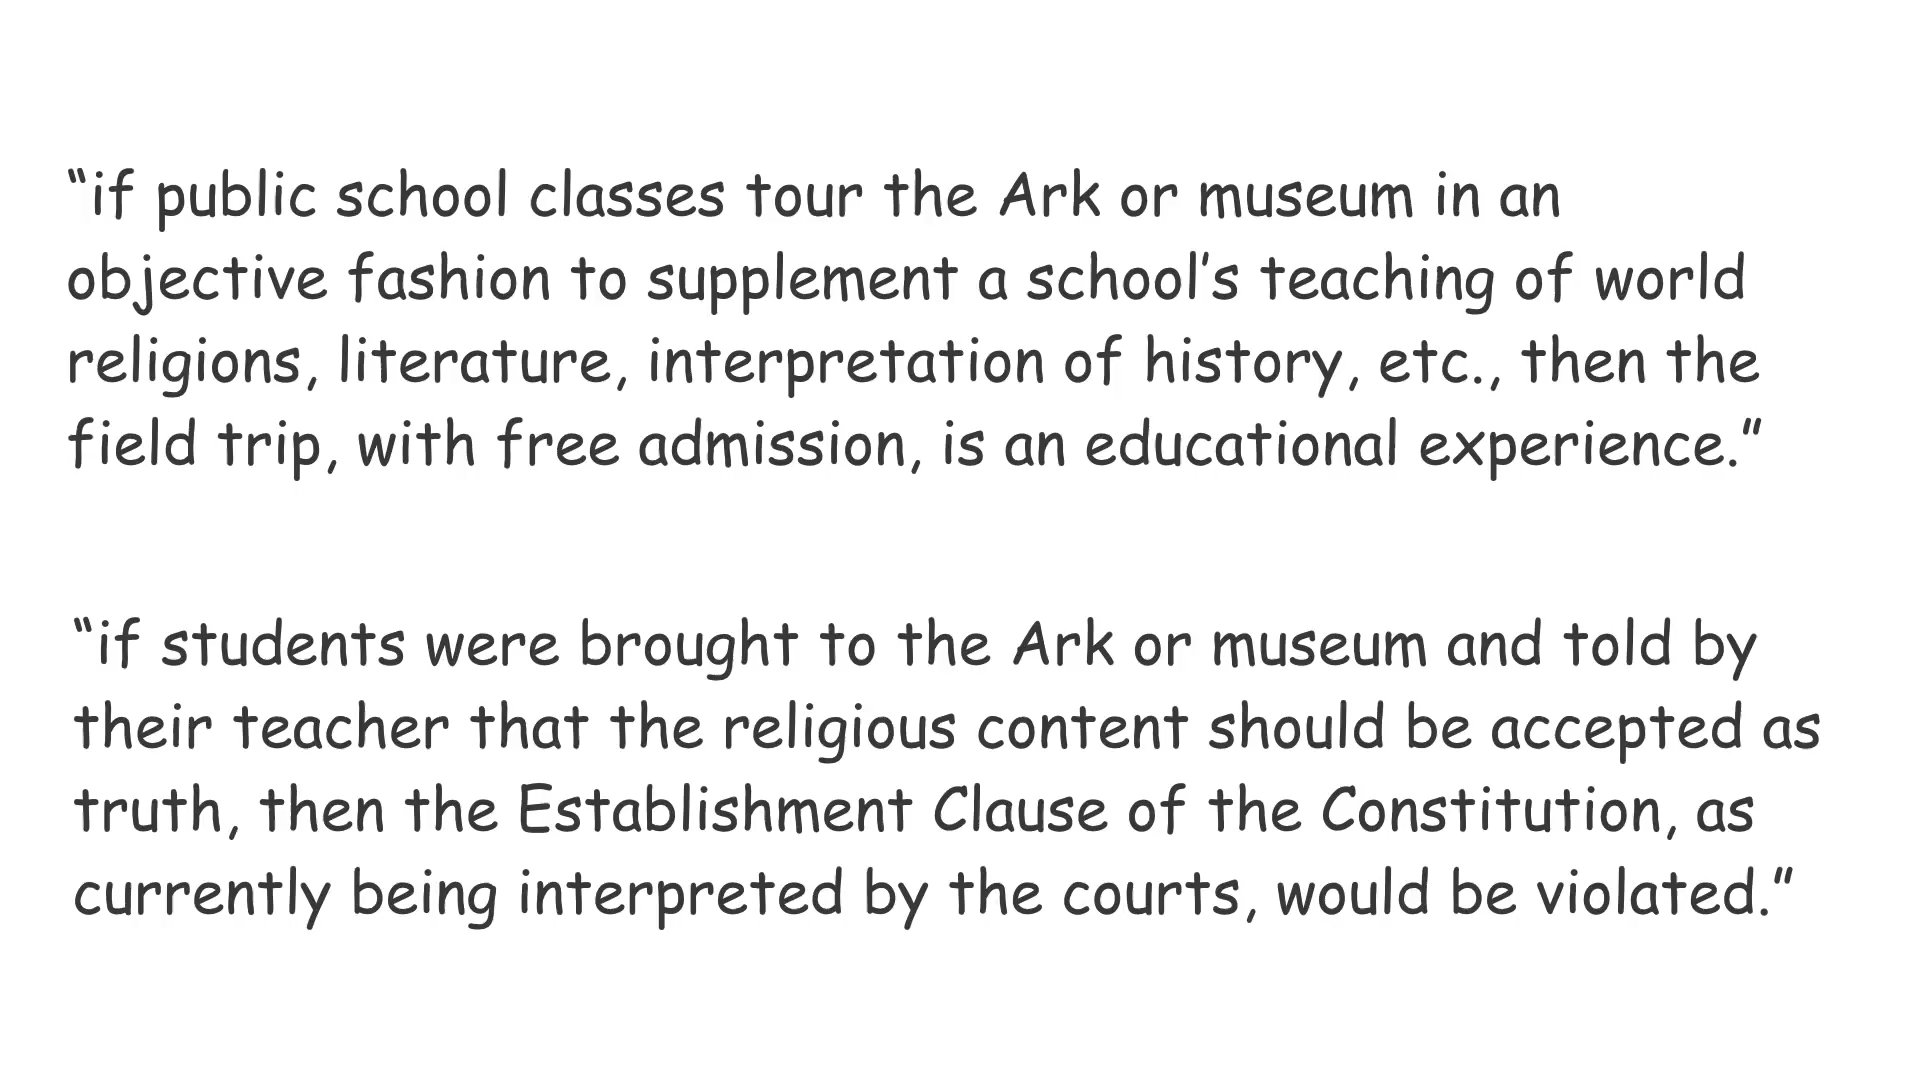 “if public school classes tour the Ark or museum in an
objective fashion to supplement a school’s teaching of world
religions, literature, interpretation of history, etc., then the
field trip, with free admission, is an educational experience.”
“if students were brought to the Ark or museum and told by
their teacher that the religious content should be accepted as
truth, then the Establishment Clause of the Constitution, as
currently being interpreted by the courts, would be violated.”